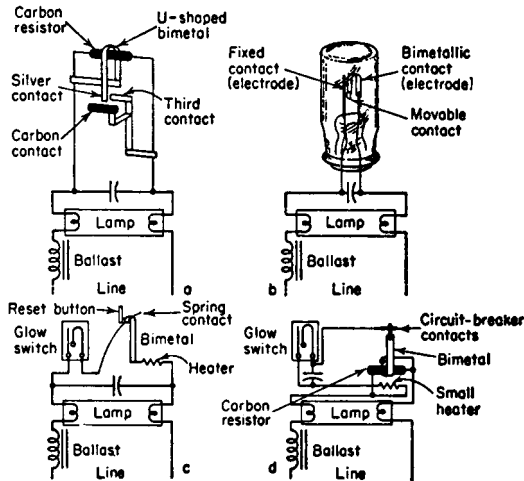 Carbon
resistor
U-shaped
bimetal
Silver
contact
Third
contact
Carbon
contact
Lamp
Ballast
Line
a
Fixed
contact
(electrode)
Bimetallic
contact
(electrode)
Movable
contact
Lamp
Ballast
Line
b
Reset button
Spring
contact
Glow
switch
Bimetal
Heater
Lamp
Ballast
Line
c
Glow
switch
Circuit-breaker
contacts
Bimetal
Small
heater
Carbon
resistor
Lamp
Ballast
Line
d